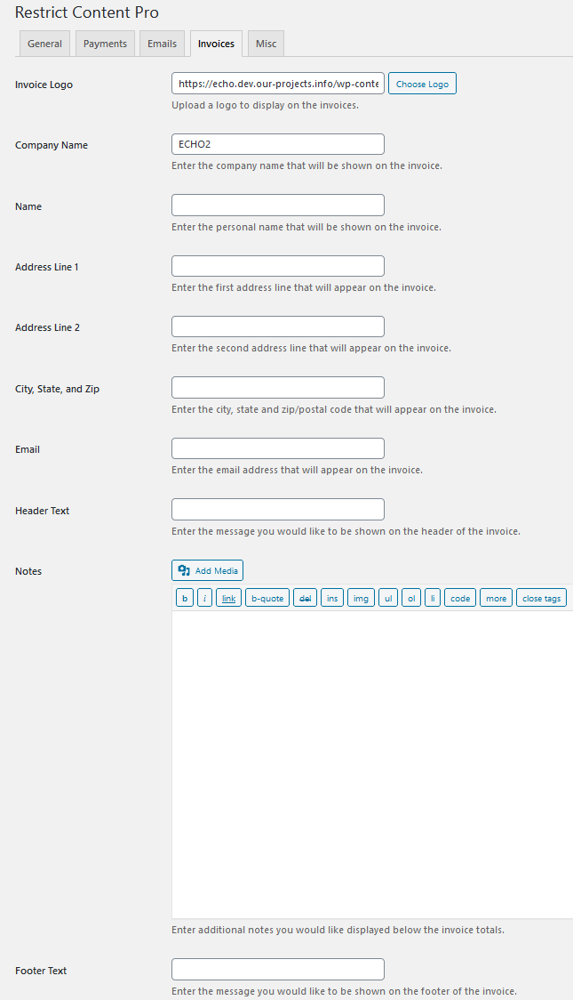 Restrict Content Pro
General Payments Emails Invoices Misc
Invoice Logo https://echo.dev.our-projects.info/wp-conte Choose Logo
Upload a logo to display on the invoices.
Company Name ECHO2
Enter the company name that will be shown on the invoice.
Name
Enter the personal name that will be shown on the invoice.
Address Line 1
Enter the first address line that will appear on the invoice.
Address Line 2
Enter the second address line that will appear on the invoice.
City, State, and Zip
Enter the city, state and zip/postal code that will appear on the invoice.
Email
Enter the email address that will appear on the invoice.
Header Text
Enter the message you would like to be shown on the header of the invoice.
Notes Add Media
b i link b-quote del ins img ul ol li code more close tags
Enter additional notes you would like displayed below the invoice totals.
Footer Text
Enter the message you would like to be shown on the footer of the invoice.